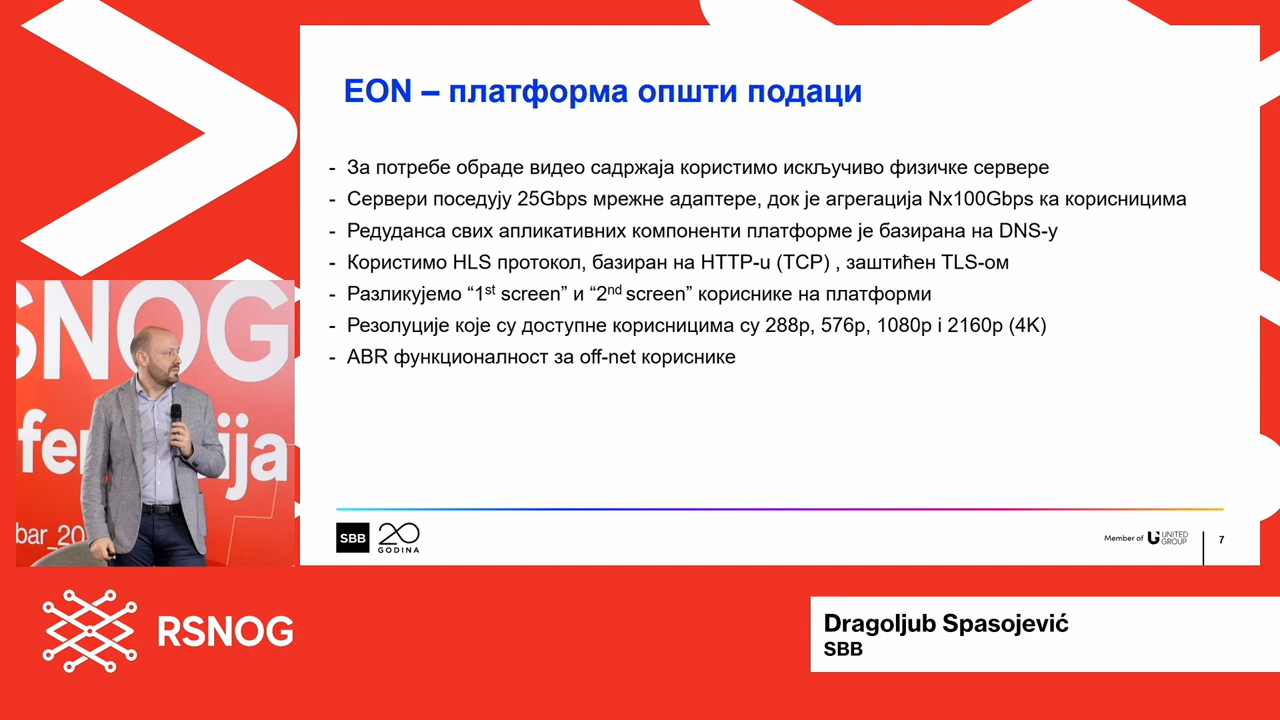 EON – платформа општи подаци
- За потребе обраде видео садржаја користимо искључиво физичке сервере
- Сервери поседују 25Gbps мрежне адаптере, док је агрегација Nx100Gbps ка корисницима
- Редуданса свих апликативних компоненти платформе је базирана на DNS-у
- Користимо HLS протокол, базиран на HTTP-u (TCP) , заштићен TLS-ом
- Разликујемо “1st screen” и “2nd screen” кориснике на платформи
- Резолуције које су доступне корисницима су 288p, 576p, 1080p i 2160p (4K)
- ABR функционалност за off-net кориснике
SBB 20 GODINA
Member of UNITED GROUP
7
SNOG
fer ija
bar_20
RSNOG
Dragoljub Spasojević
SBB